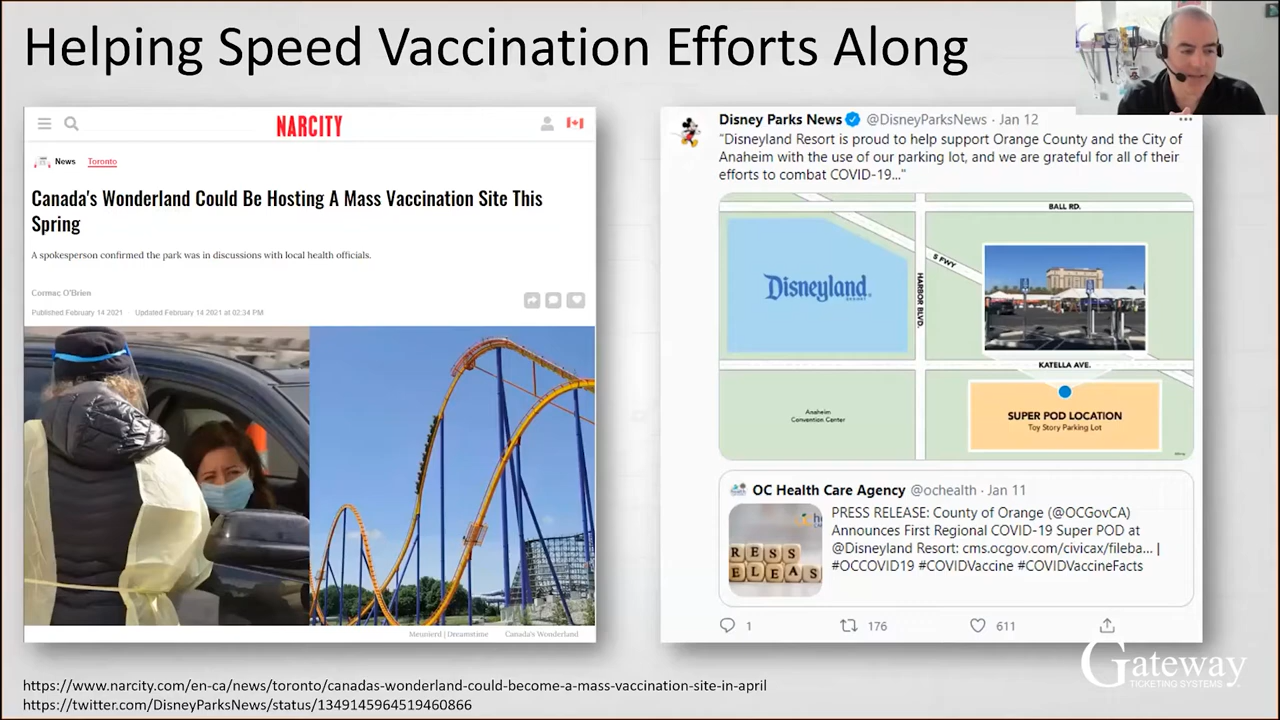 Helping Speed Vaccination Efforts Along
NARCITY
News Toronto
Canada's Wonderland Could Be Hosting A Mass Vaccination Site This
Spring
A spokesperson confirmed the park was in discussions with local health officials.
Cormac O'Brien
Published February 14 2021 Updated February 14 2021 at 02:34 PM
Meunierd | Dreamstime Canada's Wonderland
Disney Parks News @DisneyParksNews · Jan 12
"Disneyland Resort is proud to help support Orange County and the City of
Anaheim with the use of our parking lot, and we are grateful for all of their
efforts to combat COVID-19..."
BALL RD.
S FWY
Disneyland
RESORT
HARBOR BLVD.
KATELLA AVE.
Anaheim
Convention Center
SUPER POD LOCATION
Toy Story Parking Lot
OC Health Care Agency @ochealth · Jan 11
PRESS RELEASE: County of Orange (@OCGovCA)
Announces First Regional COVID-19 Super POD at
@Disneyland Resort: cms.ocgov.com/civicax/fileba... |
#OCCOVID19 #COVIDVaccine #COVIDVaccineFacts
RESS
ELEAS
1 176 611
Gateway
TICKETING SYSTEMS
https://www.narcity.com/en-ca/news/toronto/canadas-wonderland-could-become-a-mass-vaccination-site-in-april
https://twitter.com/DisneyParksNews/status/1349145964519460866